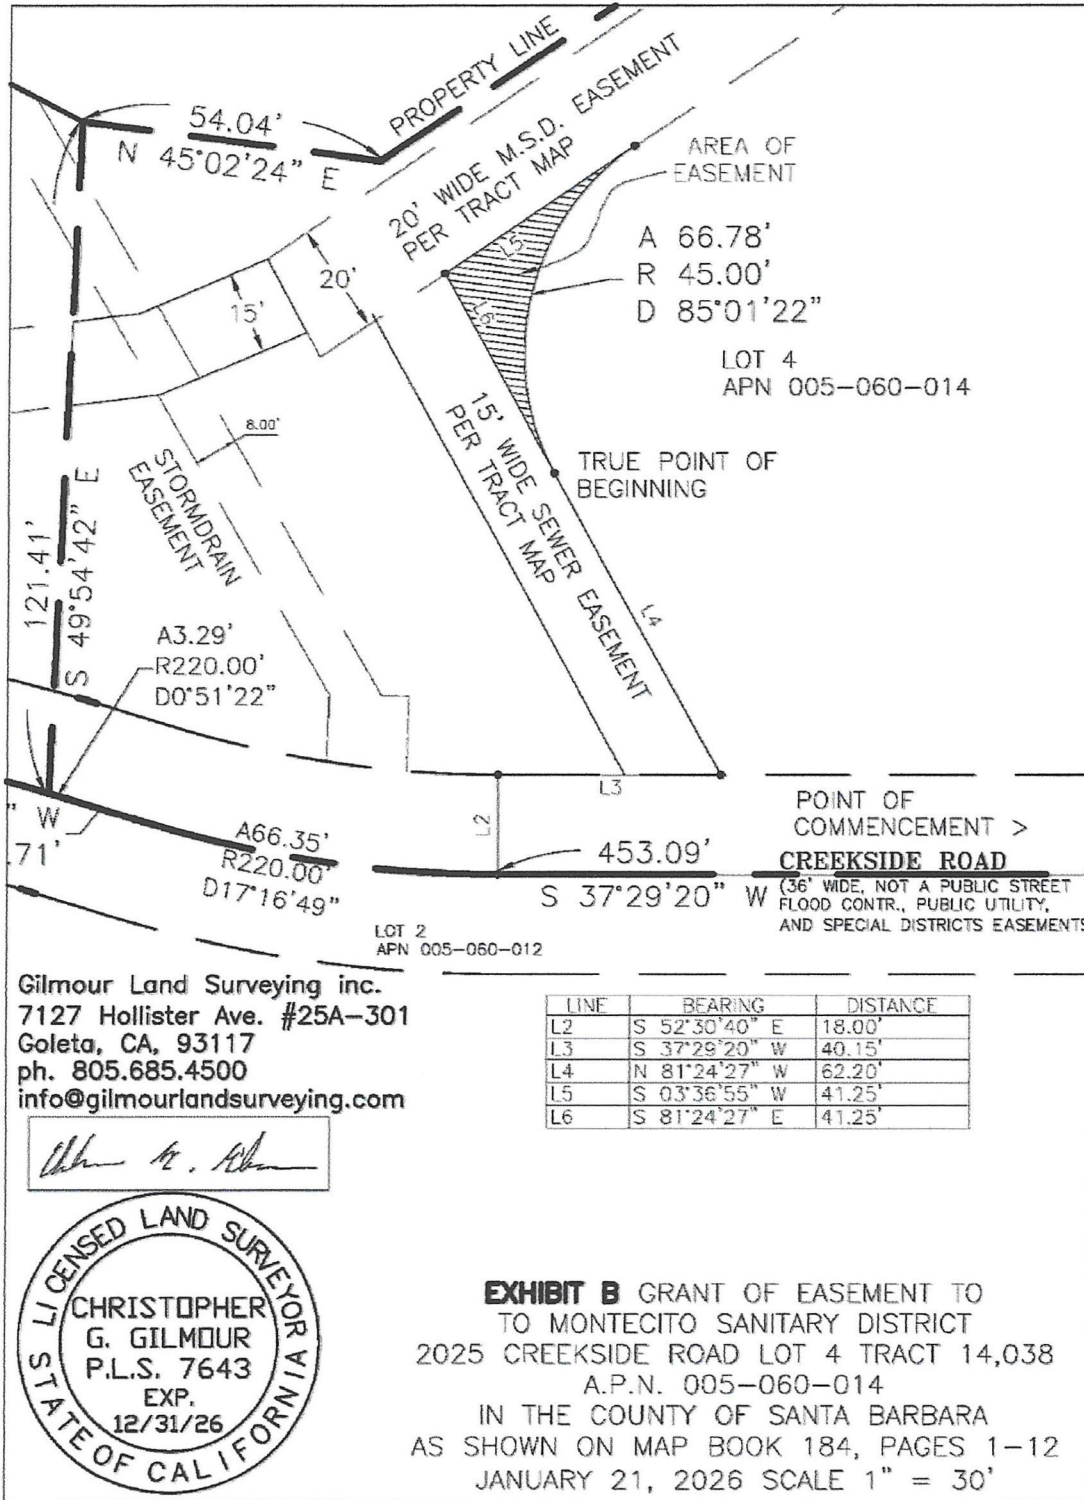 54.04'
N 45°02'24" E
PROPERTY LINE
20' WIDE M.S.D. EASEMENT
PER TRACT MAP
AREA OF
EASEMENT
L5
L6
A 66.78'
R 45.00'
D 85°01'22"
20'
15'
LOT 4
APN 005-060-014
8.00'
STORMDRAIN
EASEMENT
15' WIDE SEWER EASEMENT
PER TRACT MAP
TRUE POINT OF
BEGINNING
121.41'
S 49°54'42" E
L4
A3.29'
R220.00'
D0°51'22"
L3
L2
" W
.71'
A66.35'
R220.00'
D17°16'49"
453.09'
S 37°29'20" W
POINT OF
COMMENCEMENT >
CREEKSIDE ROAD
(36' WIDE, NOT A PUBLIC STREET
FLOOD CONTR., PUBLIC UTILITY,
AND SPECIAL DISTRICTS EASEMENTS
LOT 2
APN 005-060-012
Gilmour Land Surveying inc.
7127 Hollister Ave. #25A-301
Goleta, CA, 93117
ph. 805.685.4500
info@gilmourlandsurveying.com
LINE BEARING DISTANCE
L2 S 52°30'40" E 18.00'
L3 S 37°29'20" W 40.15'
L4 N 81°24'27" W 62.20'
L5 S 03°36'55" W 41.25'
L6 S 81°24'27" E 41.25'
LICENSED LAND SURVEYOR
CHRISTOPHER
G. GILMOUR
P.L.S. 7643
EXP.
12/31/26
STATE OF CALIFORNIA
EXHIBIT B GRANT OF EASEMENT TO
TO MONTECITO SANITARY DISTRICT
2025 CREEKSIDE ROAD LOT 4 TRACT 14,038
A.P.N. 005-060-014
IN THE COUNTY OF SANTA BARBARA
AS SHOWN ON MAP BOOK 184, PAGES 1-12
JANUARY 21, 2026 SCALE 1" = 30'